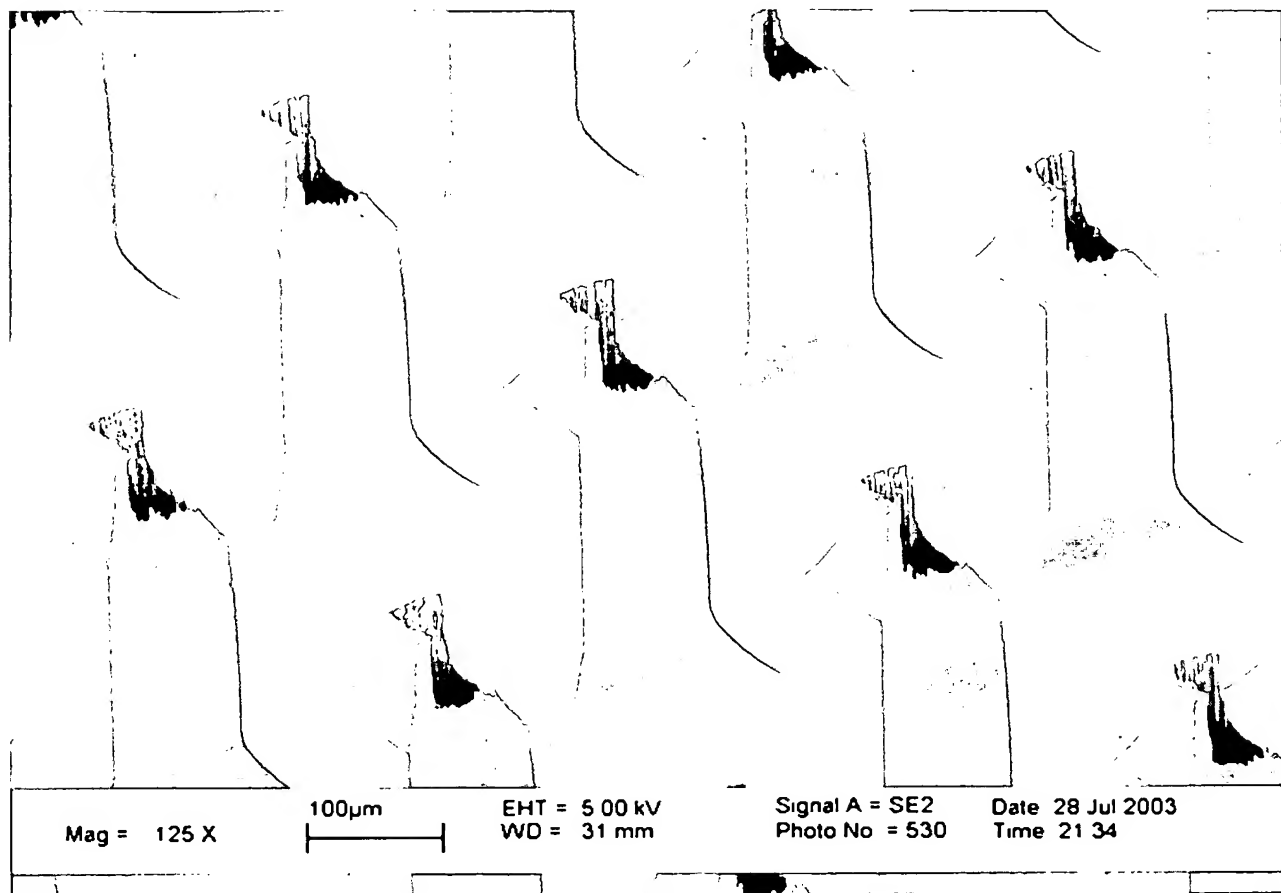 100µm
EHT = 5 00 kV
Signal A = SE2
Date 28 Jul 2003
Mag = 125 X
WD = 31 mm
Photo No = 530
Time 21 34